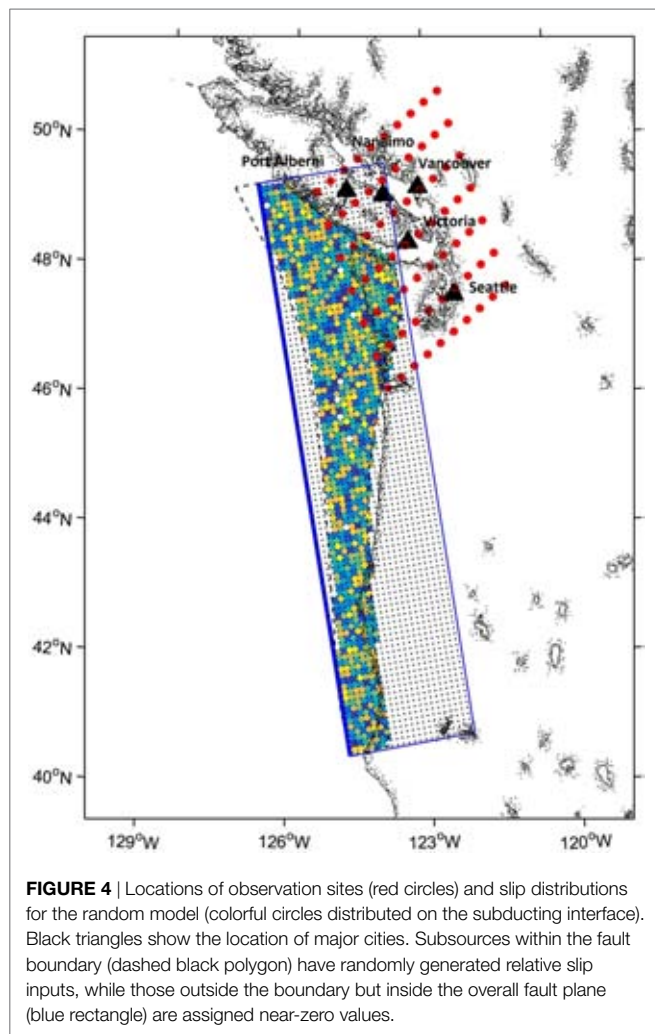 50°N
Nanaimo
Port Alberni
Vancouver
Victoria
48°N
Seattle
46°N
44°N
42°N
40°N
129°W 126°W 123°W 120°W
FIGURE 4 | Locations of observation sites (red circles) and slip distributions
for the random model (colorful circles distributed on the subducting interface).
Black triangles show the location of major cities. Subsources within the fault
boundary (dashed black polygon) have randomly generated relative slip
inputs, while those outside the boundary but inside the overall fault plane
(blue rectangle) are assigned near-zero values.